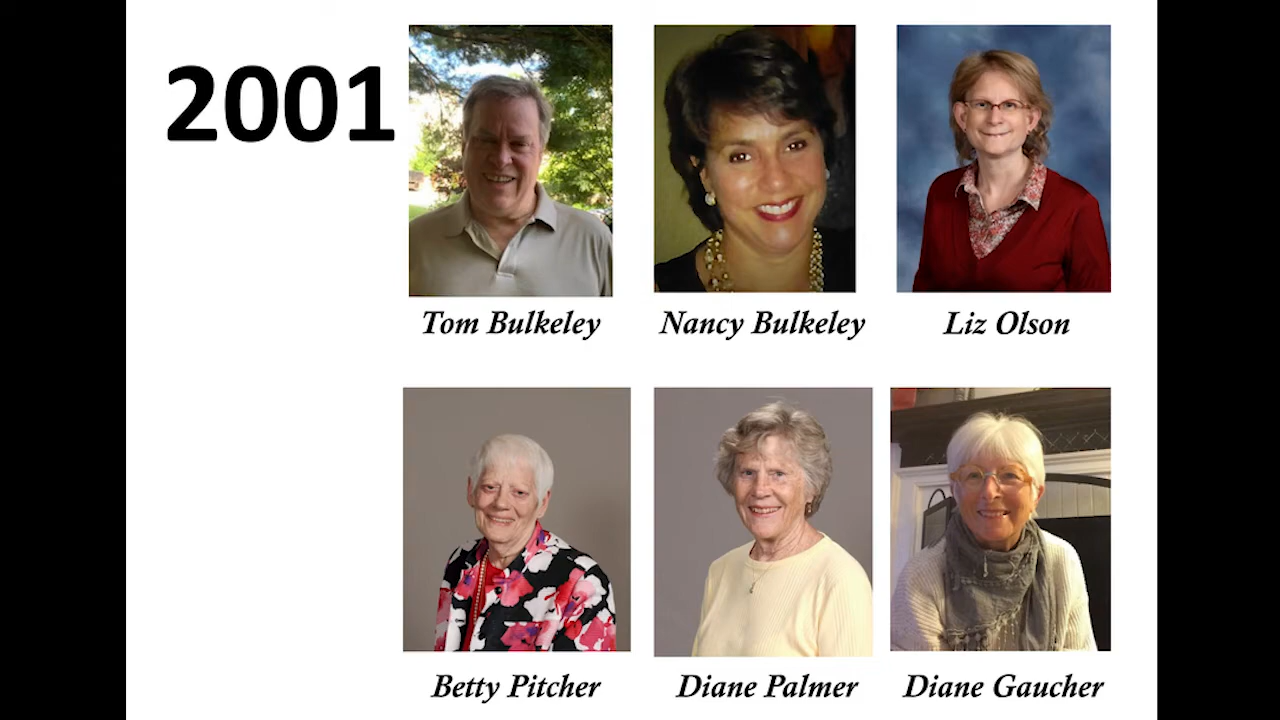 2001
Tom Bulkeley
Nancy Bulkeley
Liz Olson
Betty Pitcher
Diane Palmer
Diane Gaucher